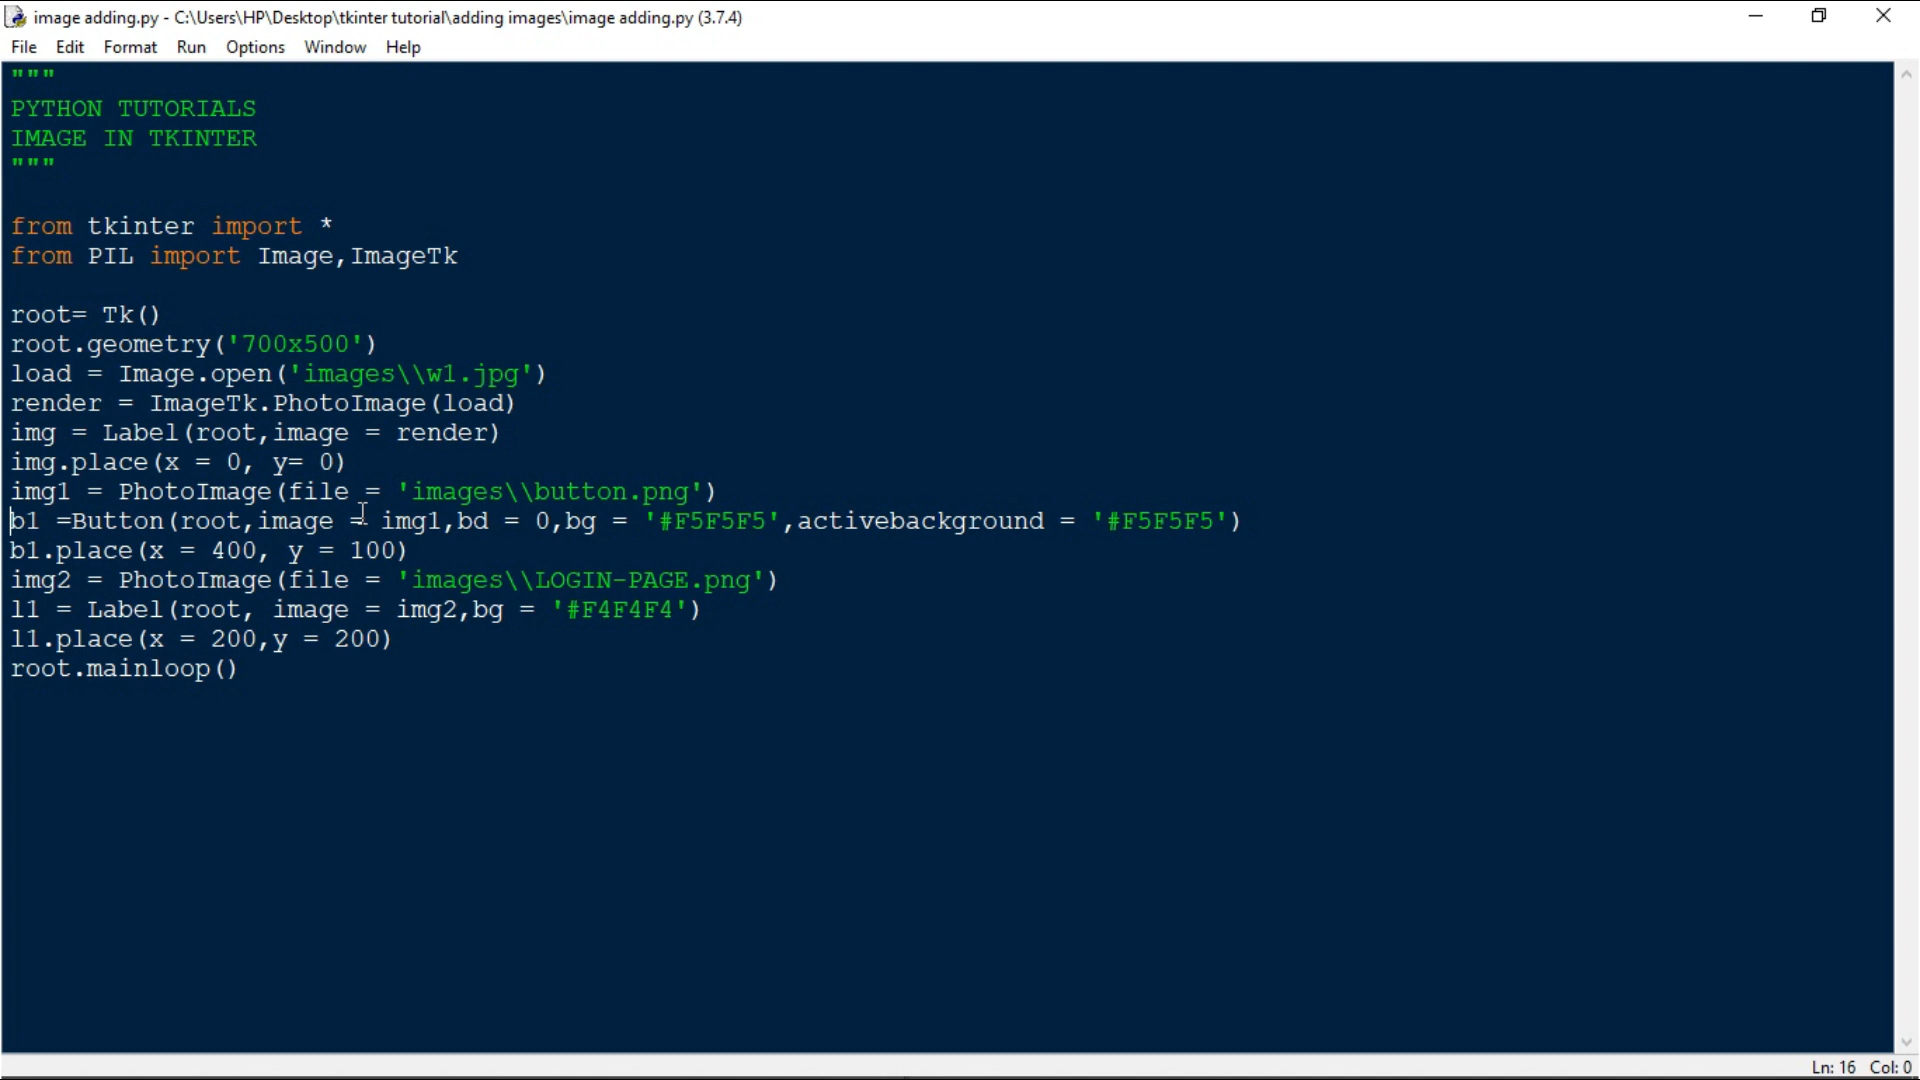 image adding.py - C:\Users\HP\Desktop\tkinter tutorial\adding images\image adding.py (3.7.4)
File Edit Format Run Options Window Help
"""
PYTHON TUTORIALS
IMAGE IN TKINTER
"""
from tkinter import *
from PIL import Image,ImageTk
root= Tk()
root.geometry('700x500')
load = Image.open('images\\w1.jpg')
render = ImageTk.PhotoImage(load)
img = Label(root,image = render)
img.place(x = 0, y= 0)
img1 = PhotoImage(file = 'images\\button.png')
b1 =Button(root,image = img1,bd = 0,bg = '#F5F5F5',activebackground = '#F5F5F5')
b1.place(x = 400, y = 100)
img2 = PhotoImage(file = 'images\\LOGIN-PAGE.png')
l1 = Label(root, image = img2,bg = '#F4F4F4')
l1.place(x = 200,y = 200)
root.mainloop()
Ln: 16 Col: 0